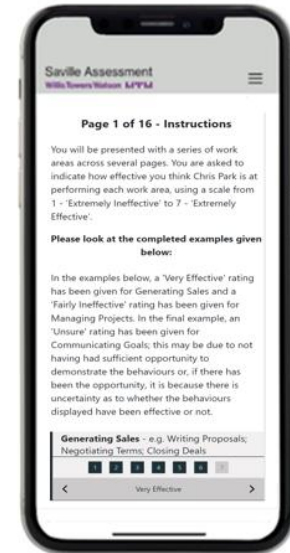 Saville Assessment
Willis Towers Watson
Page 1 of 16 - Instructions
You will be presented with a series of work
areas across several pages. You are asked to
indicate how effective you think Chris Park is at
performing each work area, using a scale from
1 - 'Extremely Ineffective' to 7 - 'Extremely
Effective'.
Please look at the completed examples given
below:
In the examples below, a 'Very Effective' rating
has been given for Generating Sales and a
'Fairly Ineffective' rating has been given for
Managing Projects. In the final example, an
'Unsure' rating has been given for
Communicating Goals; this may be due to not
having had sufficient opportunity to
demonstrate the behaviours or, if there has
been the opportunity, it is because there is
uncertainty as to whether the behaviours
displayed have been effective or not.
Generating Sales - e.g. Writing Proposals;
Negotiating Terms; Closing Deals
1 2 3 4 5 6
Very Effective